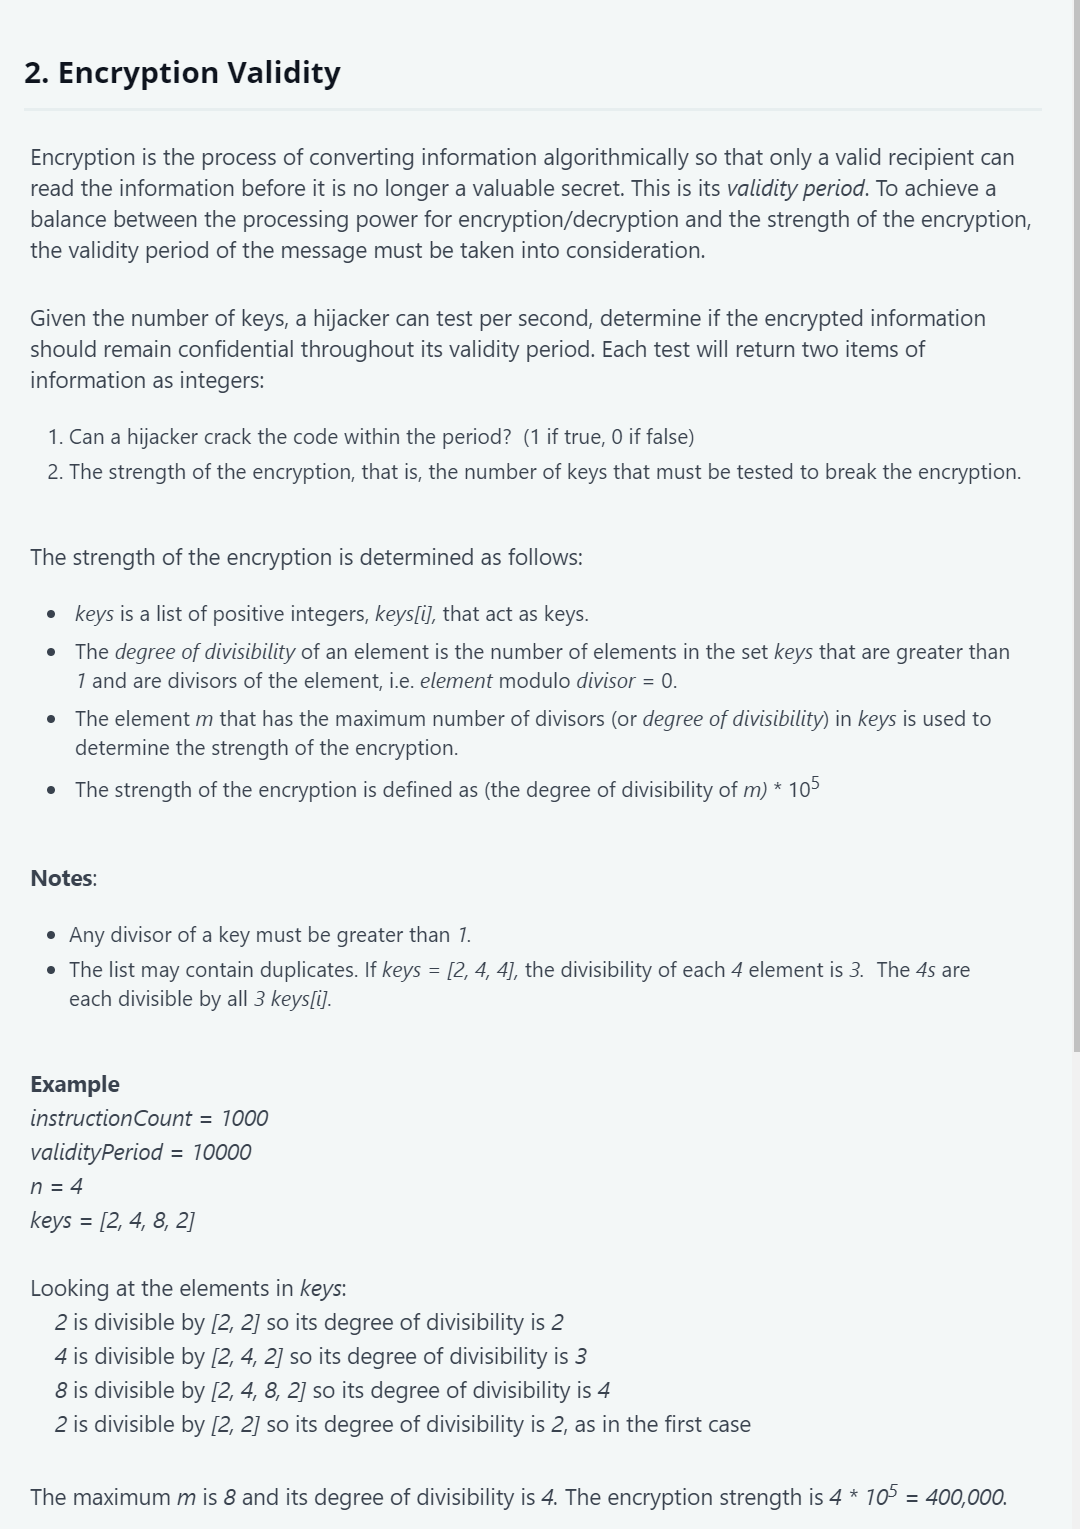 2. Encryption Validity
Encryption is the process of converting information algorithmically so that only a valid recipient can
read the information before it is no longer a valuable secret. This is its validity period. To achieve a
balance between the processing power for encryption/decryption and the strength of the encryption,
the validity period of the message must be taken into consideration.
Given the number of keys, a hijacker can test per second, determine if the encrypted information
should remain confidential throughout its validity period. Each test will return two items of
information as integers:
1. Can a hijacker crack the code within the period?  (1 if true, 0 if false)
2. The strength of the encryption, that is, the number of keys that must be tested to break the encryption.
The strength of the encryption is determined as follows:
• keys is a list of positive integers, keys[i], that act as keys.
• The degree of divisibility of an element is the number of elements in the set keys that are greater than
1 and are divisors of the element, i.e. element modulo divisor = 0.
• The element m that has the maximum number of divisors (or degree of divisibility) in keys is used to
determine the strength of the encryption.
• The strength of the encryption is defined as (the degree of divisibility of m) * 10⁵
Notes:
• Any divisor of a key must be greater than 1.
• The list may contain duplicates. If keys = [2, 4, 4], the divisibility of each 4 element is 3.  The 4s are
each divisible by all 3 keys[i].
Example
instructionCount = 1000
validityPeriod = 10000
n = 4
keys = [2, 4, 8, 2]
Looking at the elements in keys:
2 is divisible by [2, 2] so its degree of divisibility is 2
4 is divisible by [2, 4, 2] so its degree of divisibility is 3
8 is divisible by [2, 4, 8, 2] so its degree of divisibility is 4
2 is divisible by [2, 2] so its degree of divisibility is 2, as in the first case
The maximum m is 8 and its degree of divisibility is 4. The encryption strength is 4 * 10⁵ = 400,000.